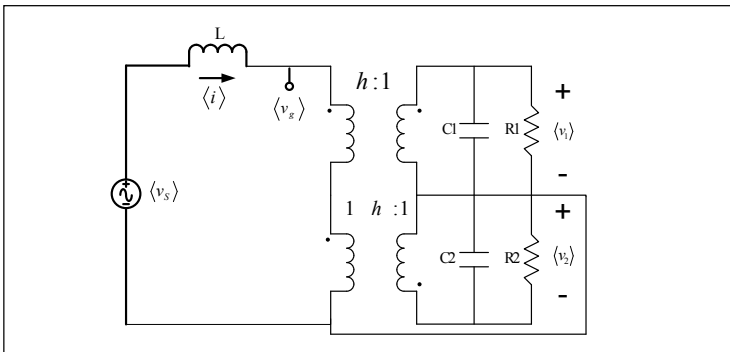 L
⟨i⟩
⟨v_g⟩
h:1
C1
R1
+
⟨v_1⟩
-
⟨v_S⟩
1 h :1
C2
R2
+
⟨v_2⟩
-